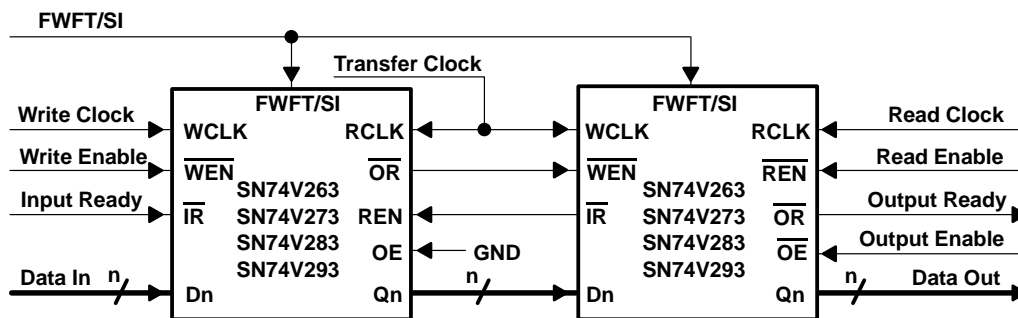 FWFT/SI
Transfer Clock
FWFT/SI
FWFT/SI
Write Clock
WCLK
RCLK
WCLK
RCLK
Read Clock
Write Enable
WEN
OR
WEN
REN
Read Enable
SN74V263
SN74V263
Input Ready
IR
SN74V273
REN
IR
SN74V273
OR
Output Ready
SN74V283
OE
GND
SN74V283
OE
Output Enable
SN74V293
SN74V293
Data In
n
Dn
Qn
n
Dn
Qn
n
Data Out